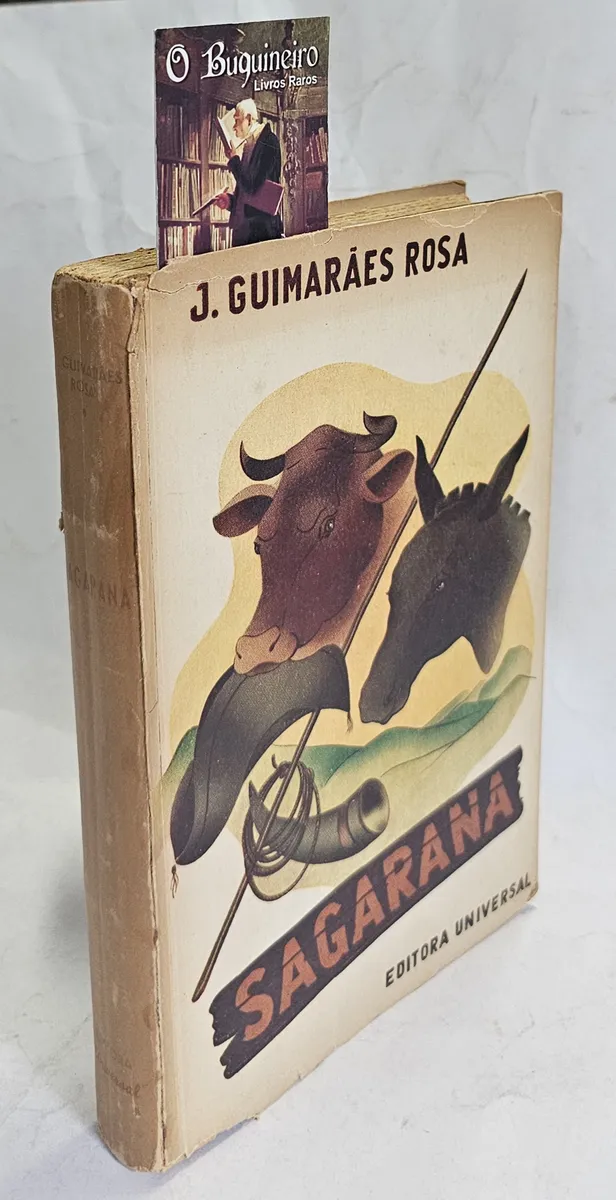 O Buquineiro
Livros Raros
J. GUIMARÃES ROSA
GUIMARÃES
ROSA
SAGARANA
SAGARANA
EDITORA UNIVERSAL